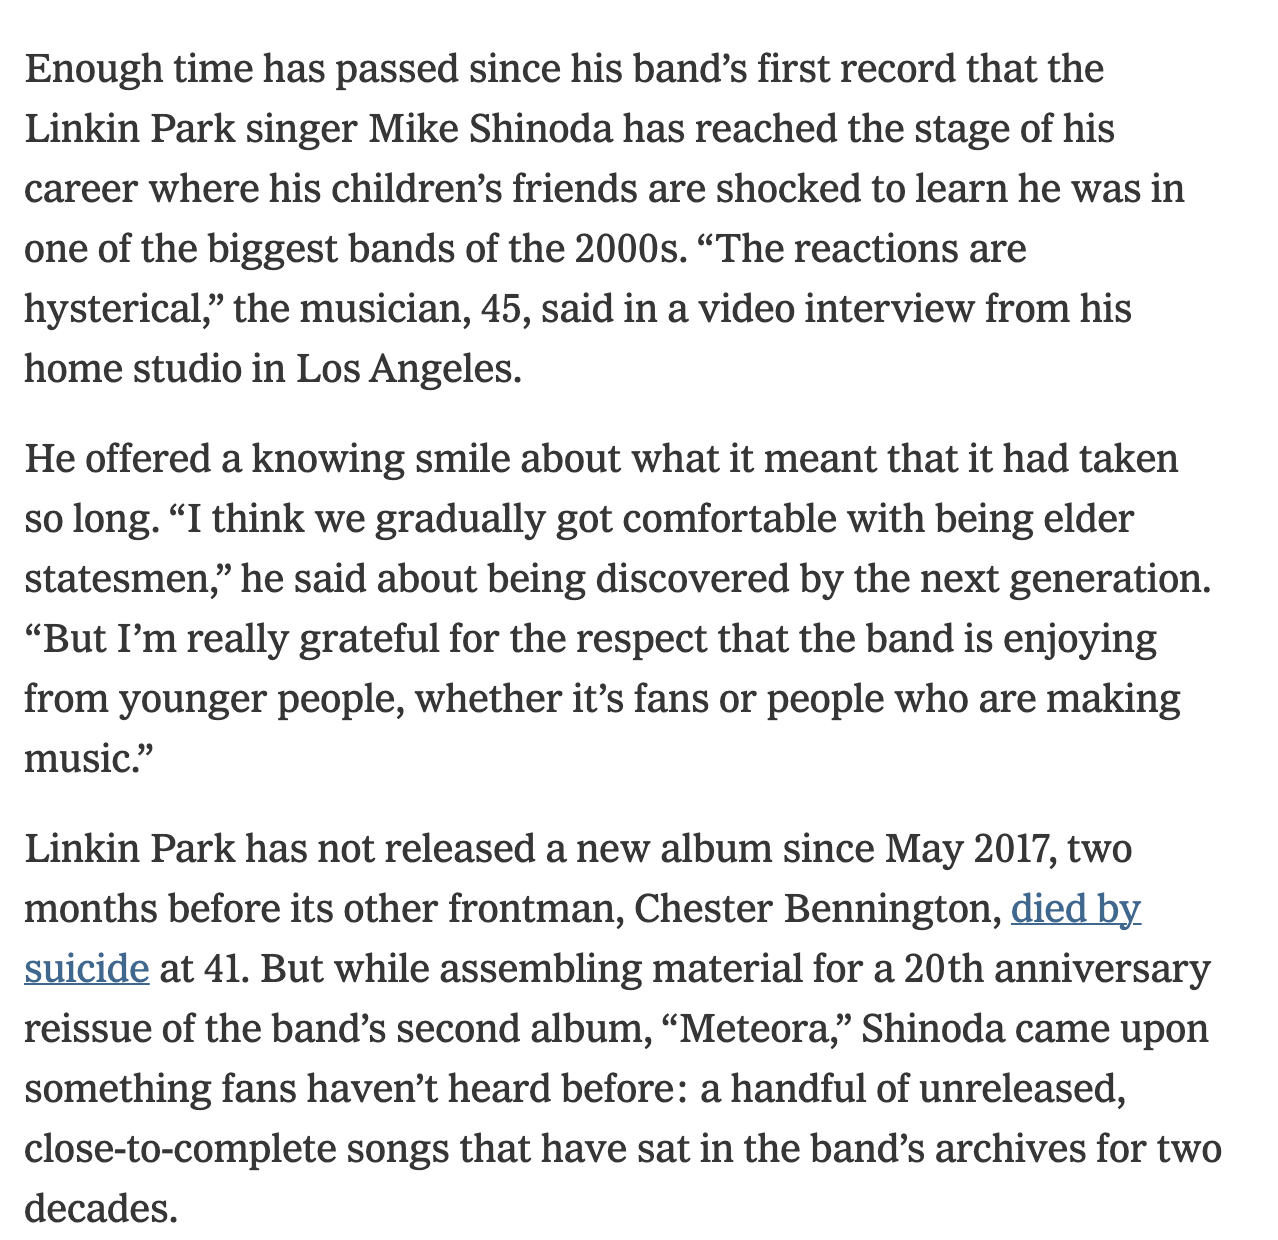 Enough time has passed since his band’s first record that the
Linkin Park singer Mike Shinoda has reached the stage of his
career where his children’s friends are shocked to learn he was in
one of the biggest bands of the 2000s. “The reactions are
hysterical,” the musician, 45, said in a video interview from his
home studio in Los Angeles.
He offered a knowing smile about what it meant that it had taken
so long. “I think we gradually got comfortable with being elder
statesmen,” he said about being discovered by the next generation.
“But I’m really grateful for the respect that the band is enjoying
from younger people, whether it’s fans or people who are making
music.”
Linkin Park has not released a new album since May 2017, two
months before its other frontman, Chester Bennington, died by
suicide at 41. But while assembling material for a 20th anniversary
reissue of the band’s second album, “Meteora,” Shinoda came upon
something fans haven’t heard before: a handful of unreleased,
close-to-complete songs that have sat in the band’s archives for two
decades.